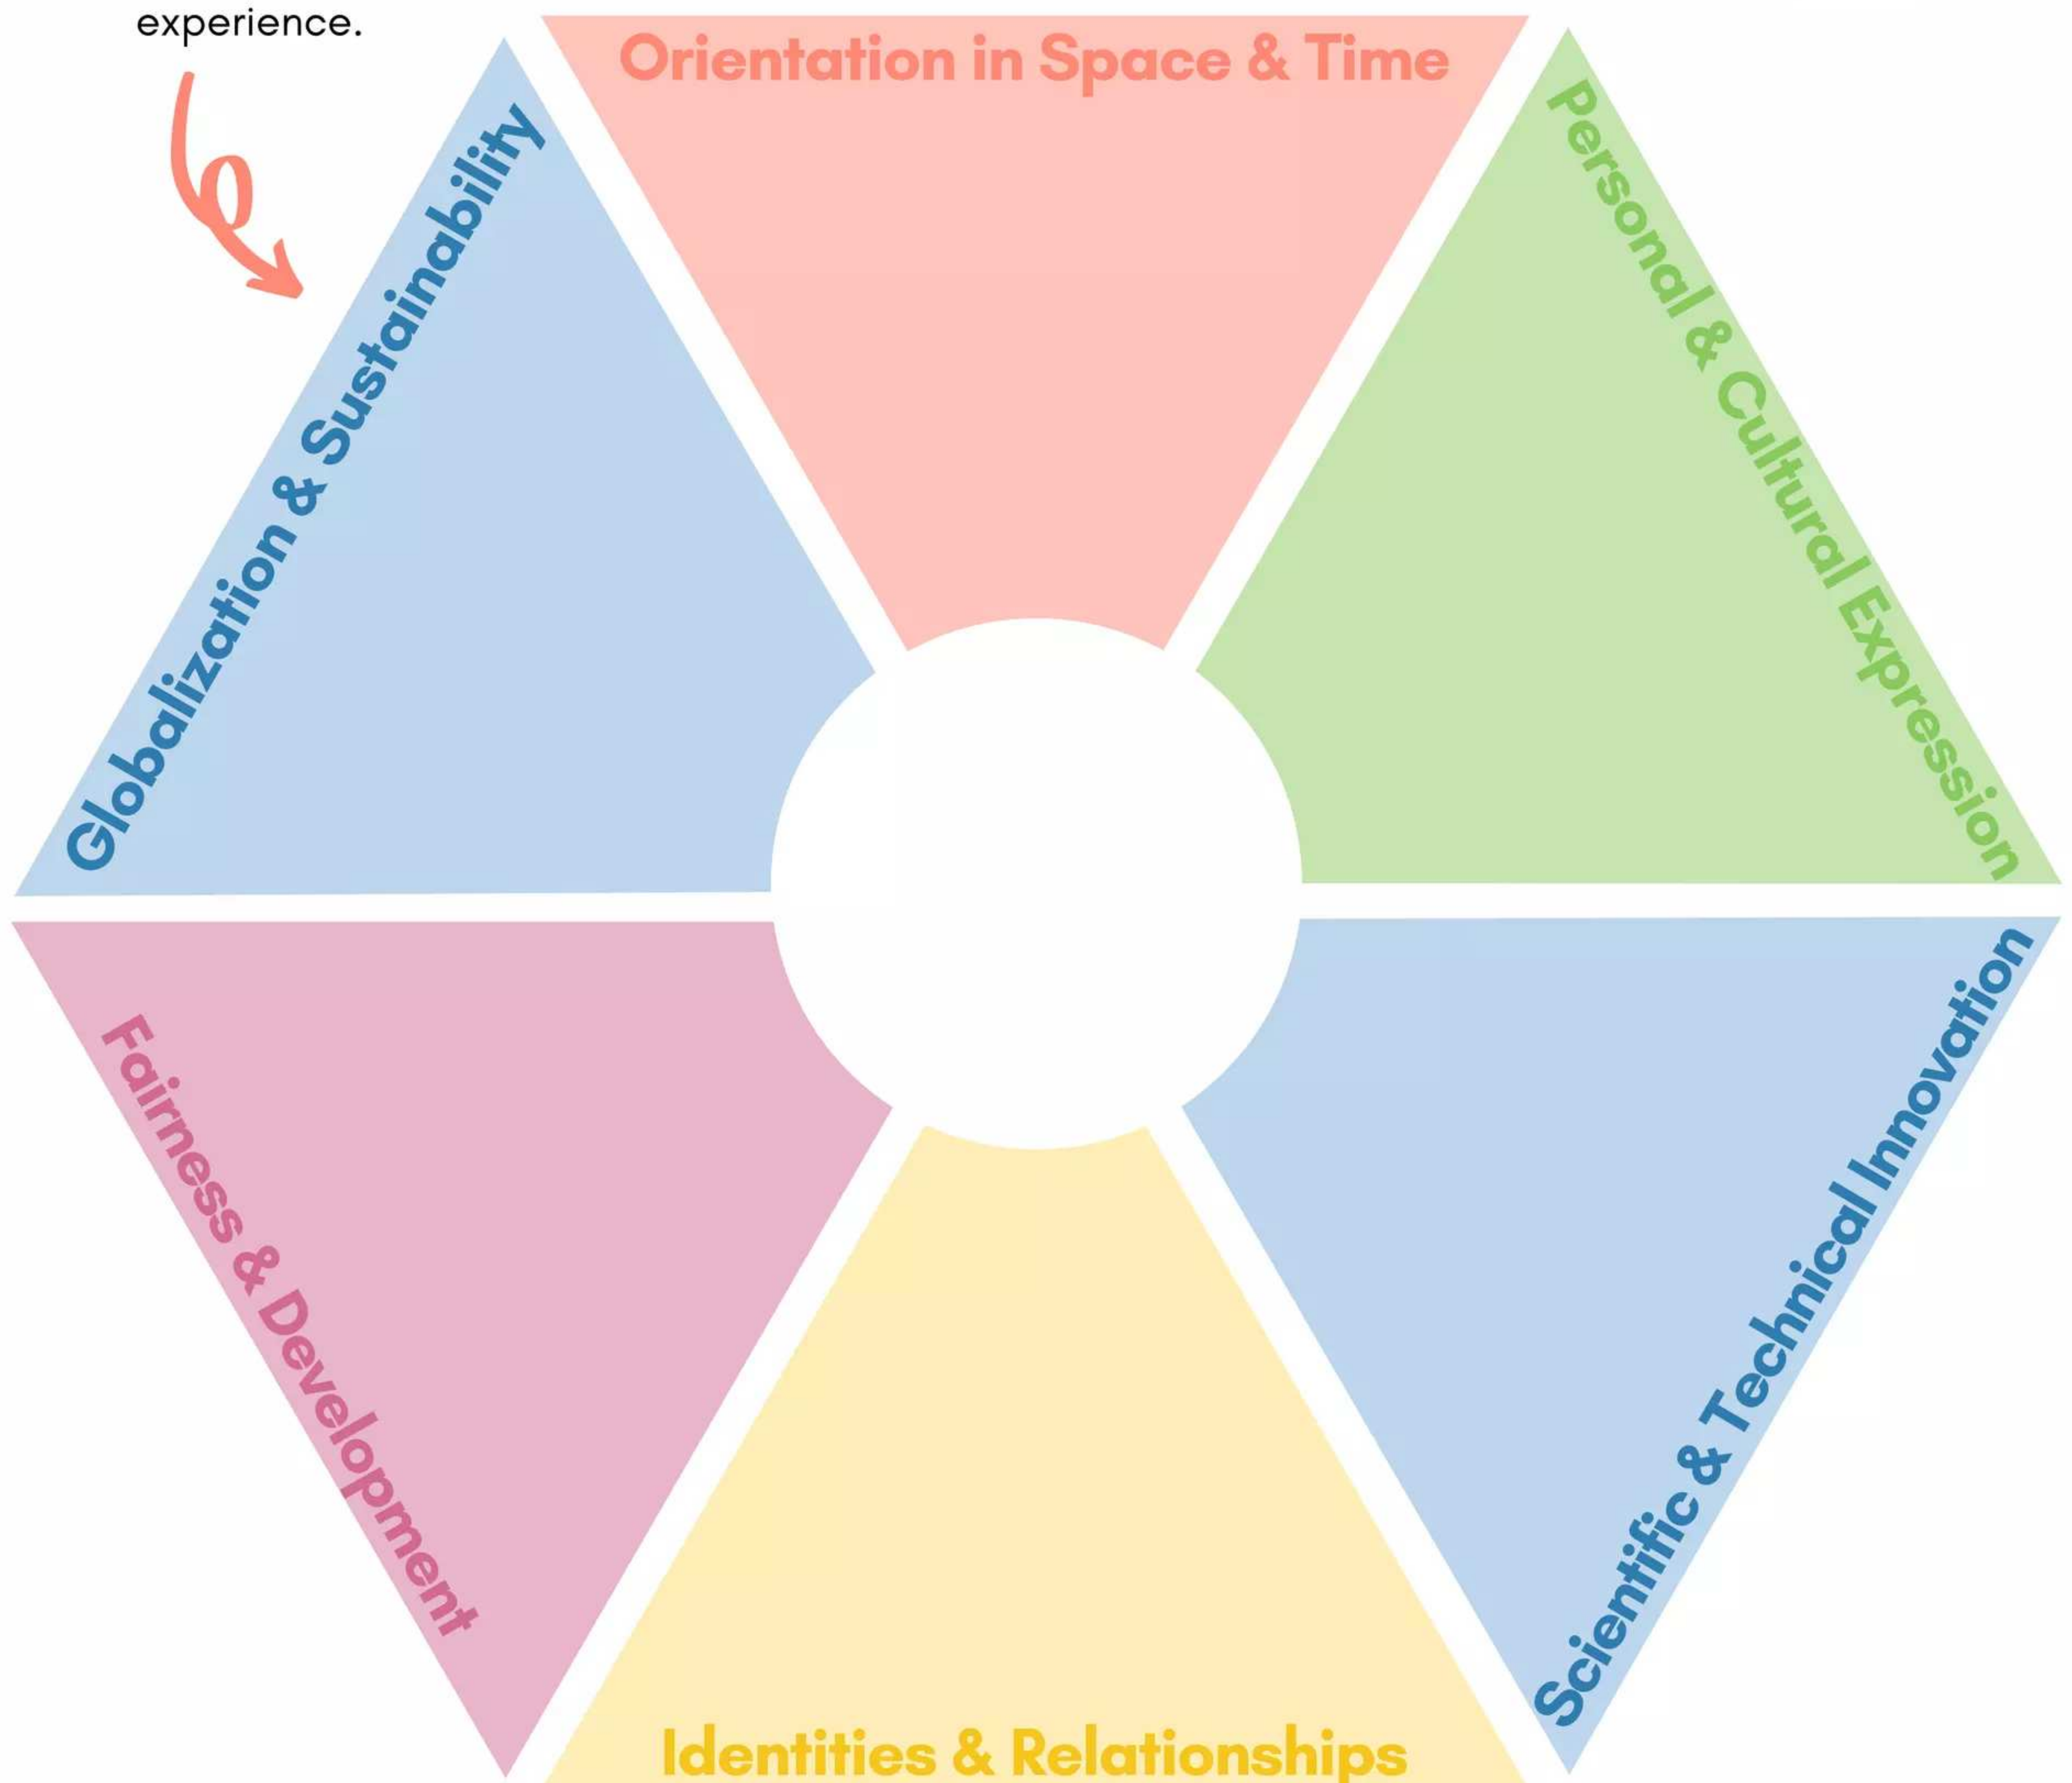 experience.
Orientation in Space & Time
Globalization & Sustainability
Personal & Cultural Expression
Fairness & Development
Scientific & Technical Innovation
Identities & Relationships